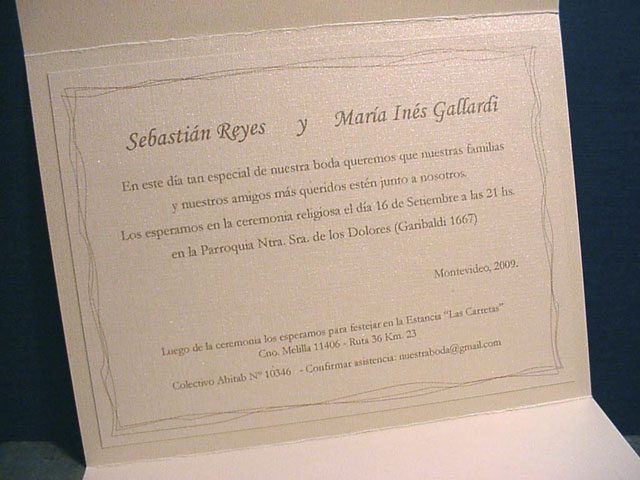 Sebastián Reyes y María Inés Gallardi
En este día tan especial de nuestra boda queremos que nuestras familias
y nuestros amigos más queridos estén junto a nosotros.
Los esperamos en la ceremonia religiosa el día 16 de Setiembre a las 21 hs.
en la Parroquia Ntra. Sra. de los Dolores (Garibaldi 1667)
Montevideo, 2009.
Luego de la ceremonia los esperamos para festejar en la Estancia "Las Carretas"
Cno. Melilla 11406 - Ruta 36 Km. 23
Colectivo Abitab Nº 10346 - Confirmar asistencia: nuestraboda@gmail.com